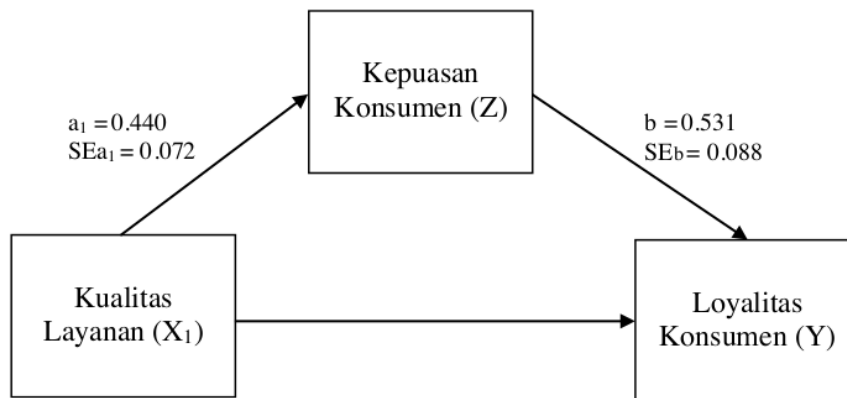 Kepuasan
Konsumen (Z)
a₁ = 0.440
SEa₁ = 0.072
b = 0.531
SEb = 0.088
Kualitas
Layanan (X₁)
Loyalitas
Konsumen (Y)